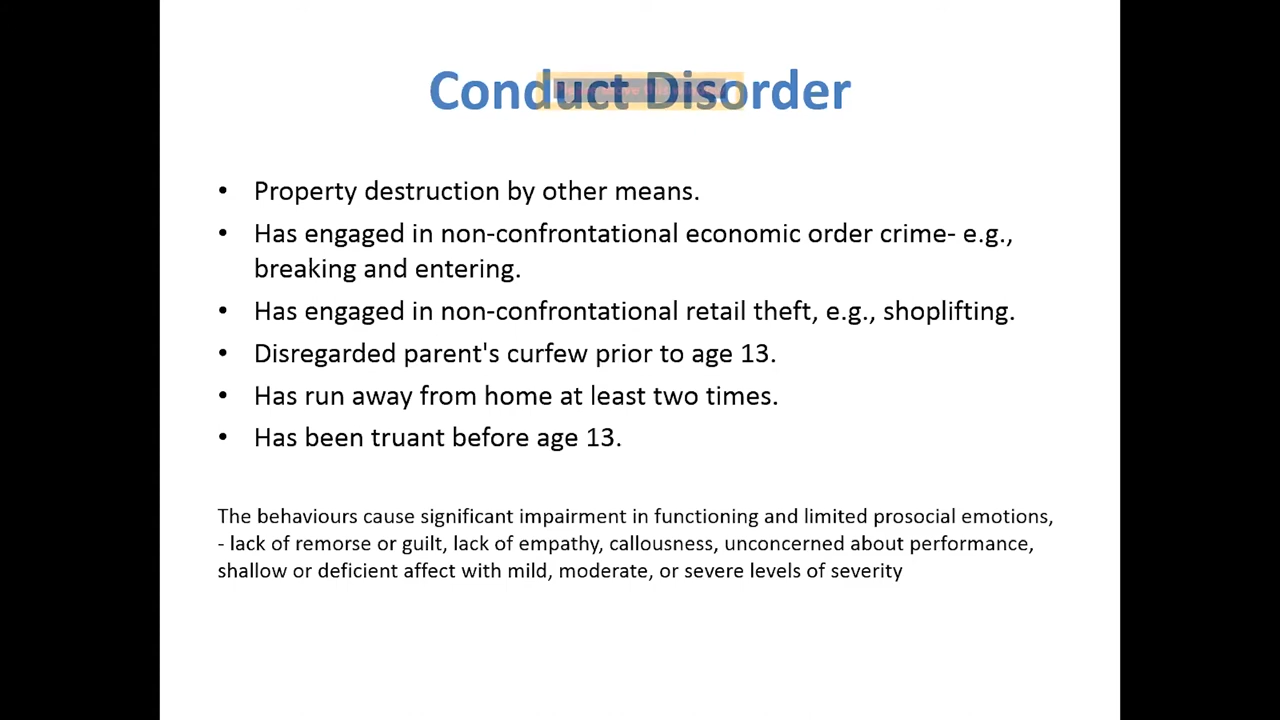 Conduct Disorder
• Property destruction by other means.
• Has engaged in non-confrontational economic order crime- e.g.,
breaking and entering.
• Has engaged in non-confrontational retail theft, e.g., shoplifting.
• Disregarded parent's curfew prior to age 13.
• Has run away from home at least two times.
• Has been truant before age 13.
The behaviours cause significant impairment in functioning and limited prosocial emotions,
- lack of remorse or guilt, lack of empathy, callousness, unconcerned about performance,
shallow or deficient affect with mild, moderate, or severe levels of severity